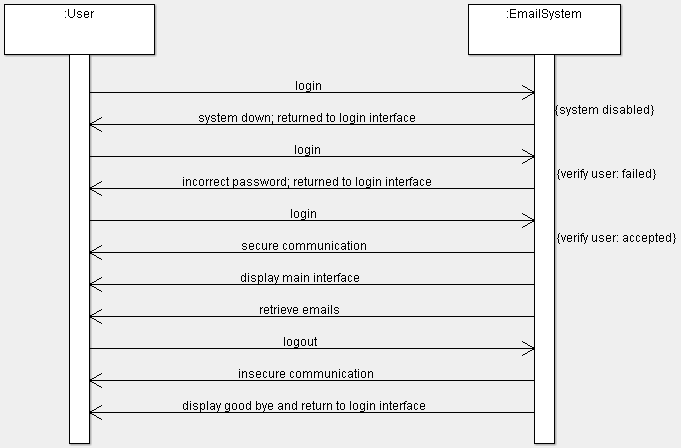 :User
:EmailSystem
login
{system disabled}
system down; returned to login interface
login
{verify user: failed}
incorrect password; returned to login interface
login
{verify user: accepted}
secure communication
display main interface
retrieve emails
logout
insecure communication
display good bye and return to login interface